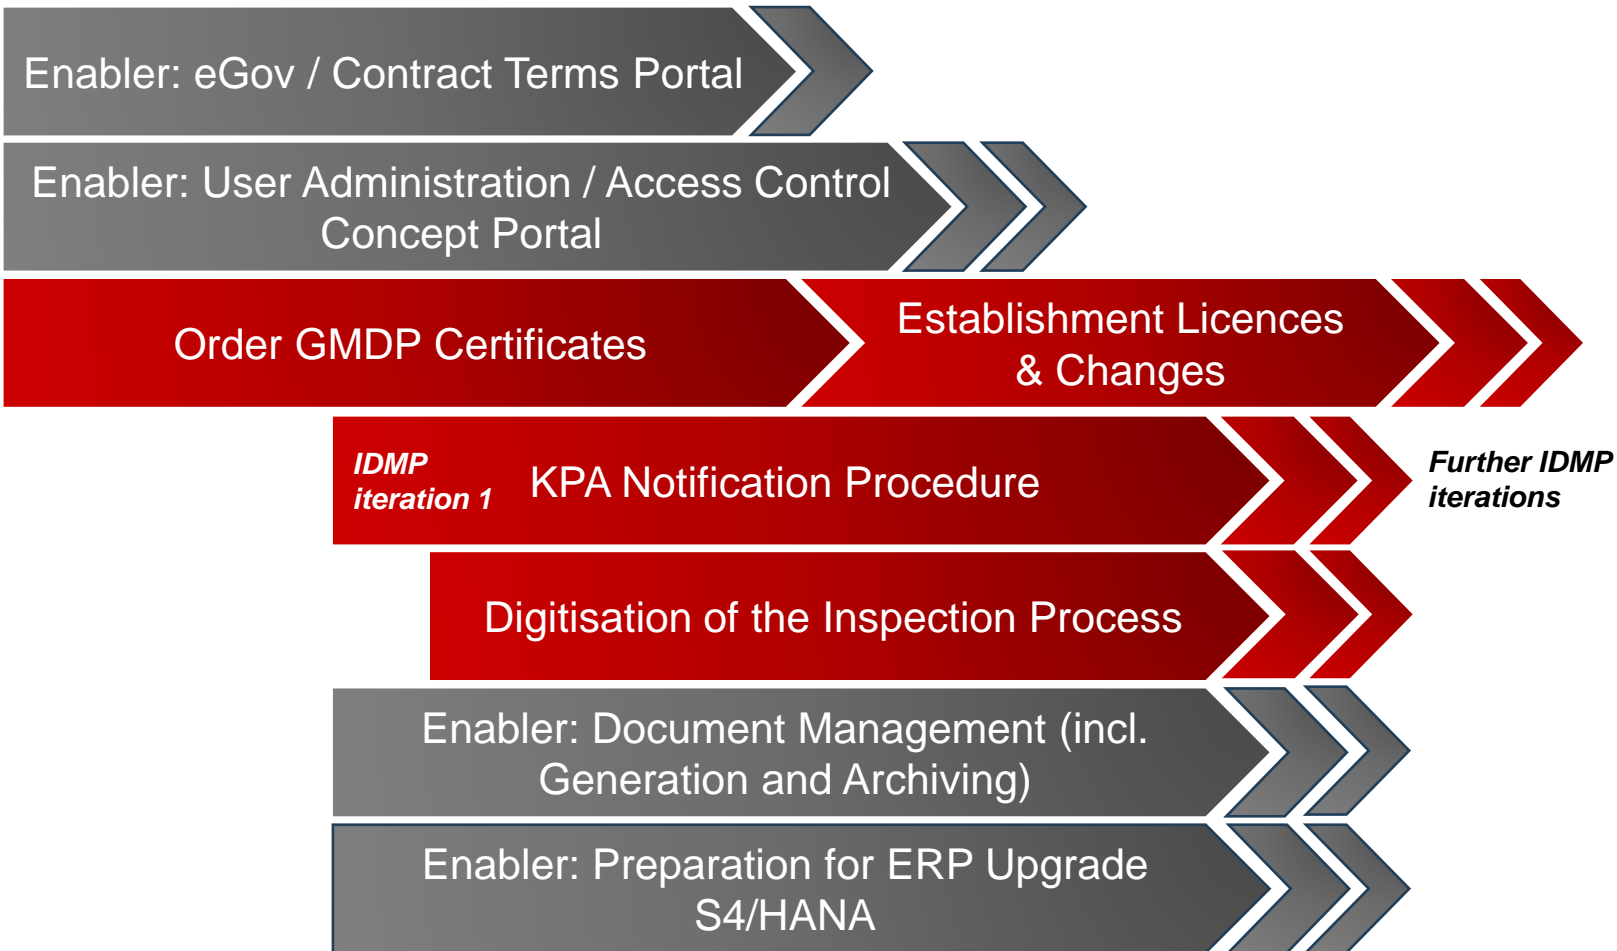 Enabler: eGov / Contract Terms Portal
Enabler: User Administration / Access Control
Concept Portal
Order GMDP Certificates
Establishment Licences
& Changes
IDMP
iteration 1
KPA Notification Procedure
Further IDMP
iterations
Digitisation of the Inspection Process
Enabler: Document Management (incl.
Generation and Archiving)
Enabler: Preparation for ERP Upgrade
S4/HANA